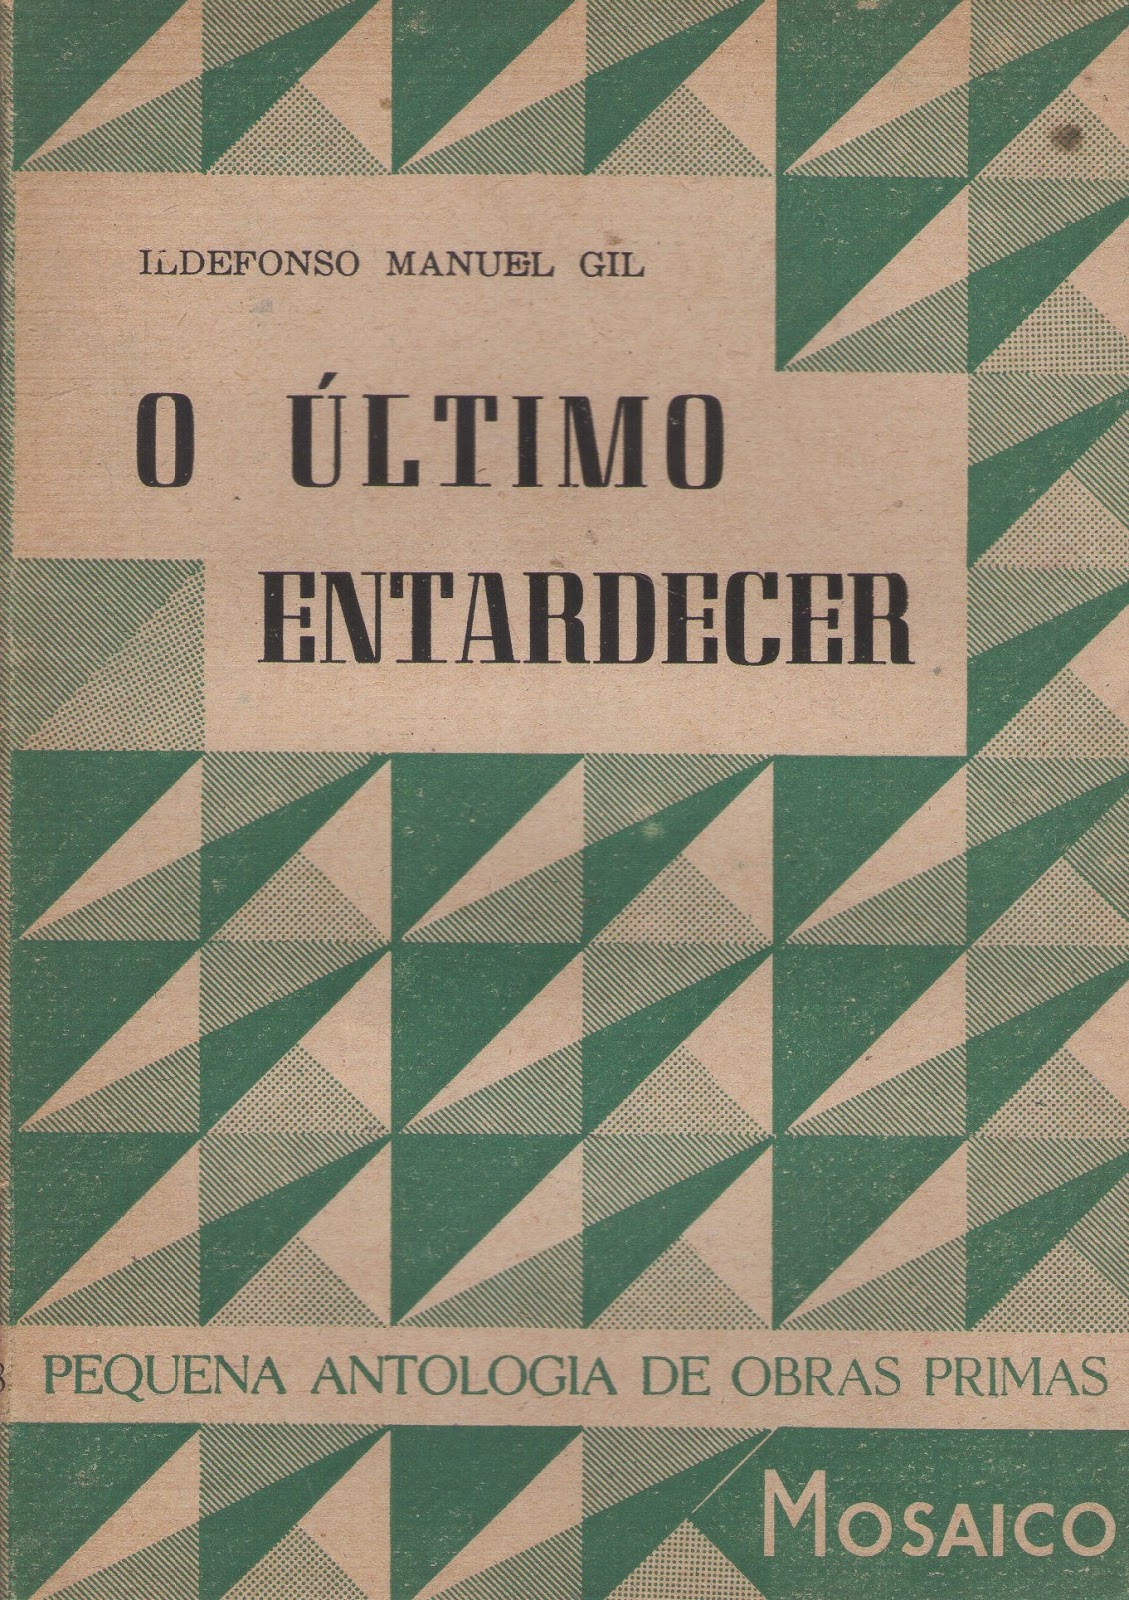 ILDEFONSO MANUEL GIL
O ÚLTIMO
ENTARDECER
PEQUENA ANTOLOGIA DE OBRAS PRIMAS
MOSAICO